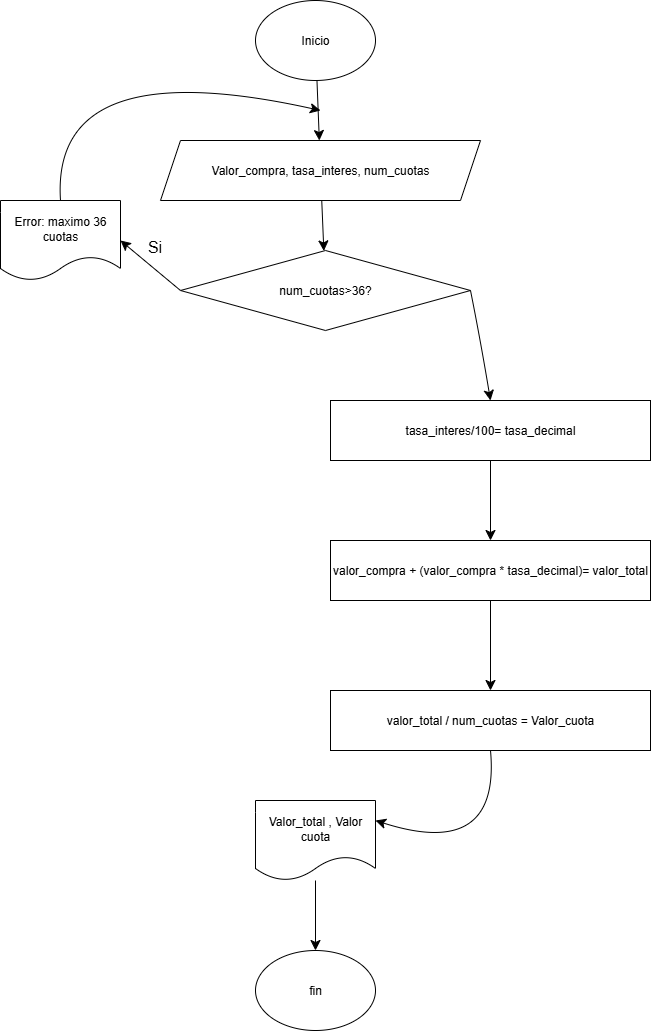 Inicio
Valor_compra, tasa_interes, num_cuotas
Error: maximo 36
cuotas
Si
num_cuotas>36?
tasa_interes/100= tasa_decimal
valor_compra + (valor_compra * tasa_decimal)= valor_total
valor_total / num_cuotas = Valor_cuota
Valor_total , Valor
cuota
fin